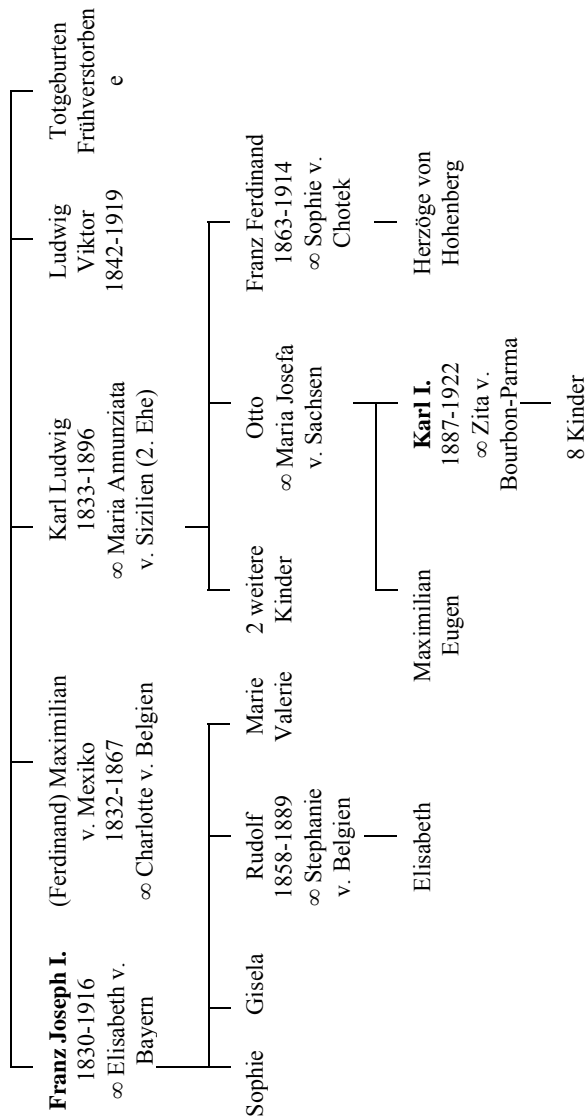 Franz Joseph I.
1830-1916
∞ Elisabeth v.
Bayern
(Ferdinand) Maximilian
v. Mexiko
1832-1867
∞ Charlotte v. Belgien
Karl Ludwig
1833-1896
∞ Maria Annunziata
v. Sizilien (2. Ehe)
Ludwig
Viktor
1842-1919
Totgeburten
Frühverstorben
e
Sophie
Gisela
Rudolf
1858-1889
∞ Stephanie
v. Belgien
Marie
Valerie
2 weitere
Kinder
Otto
∞ Maria Josefa
v. Sachsen
Franz Ferdinand
1863-1914
∞ Sophie v.
Chotek
Elisabeth
Maximilian
Eugen
Karl I.
1887-1922
∞ Zita v.
Bourbon-Parma
Herzöge von
Hohenberg
8 Kinder